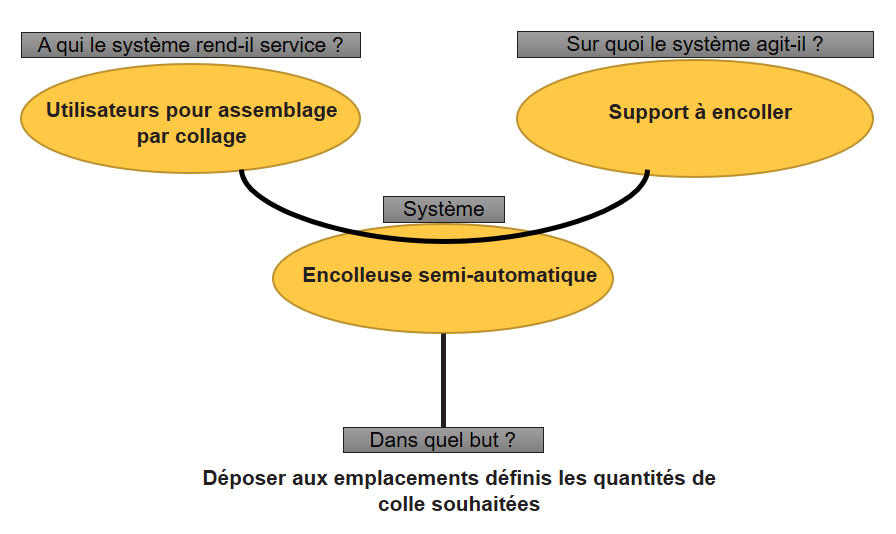 A qui le système rend-il service ?
Sur quoi le système agit-il ?
Utilisateurs pour assemblage
par collage
Support à encoller
Système
Encolleuse semi-automatique
Dans quel but ?
Déposer aux emplacements définis les quantités de
colle souhaitées